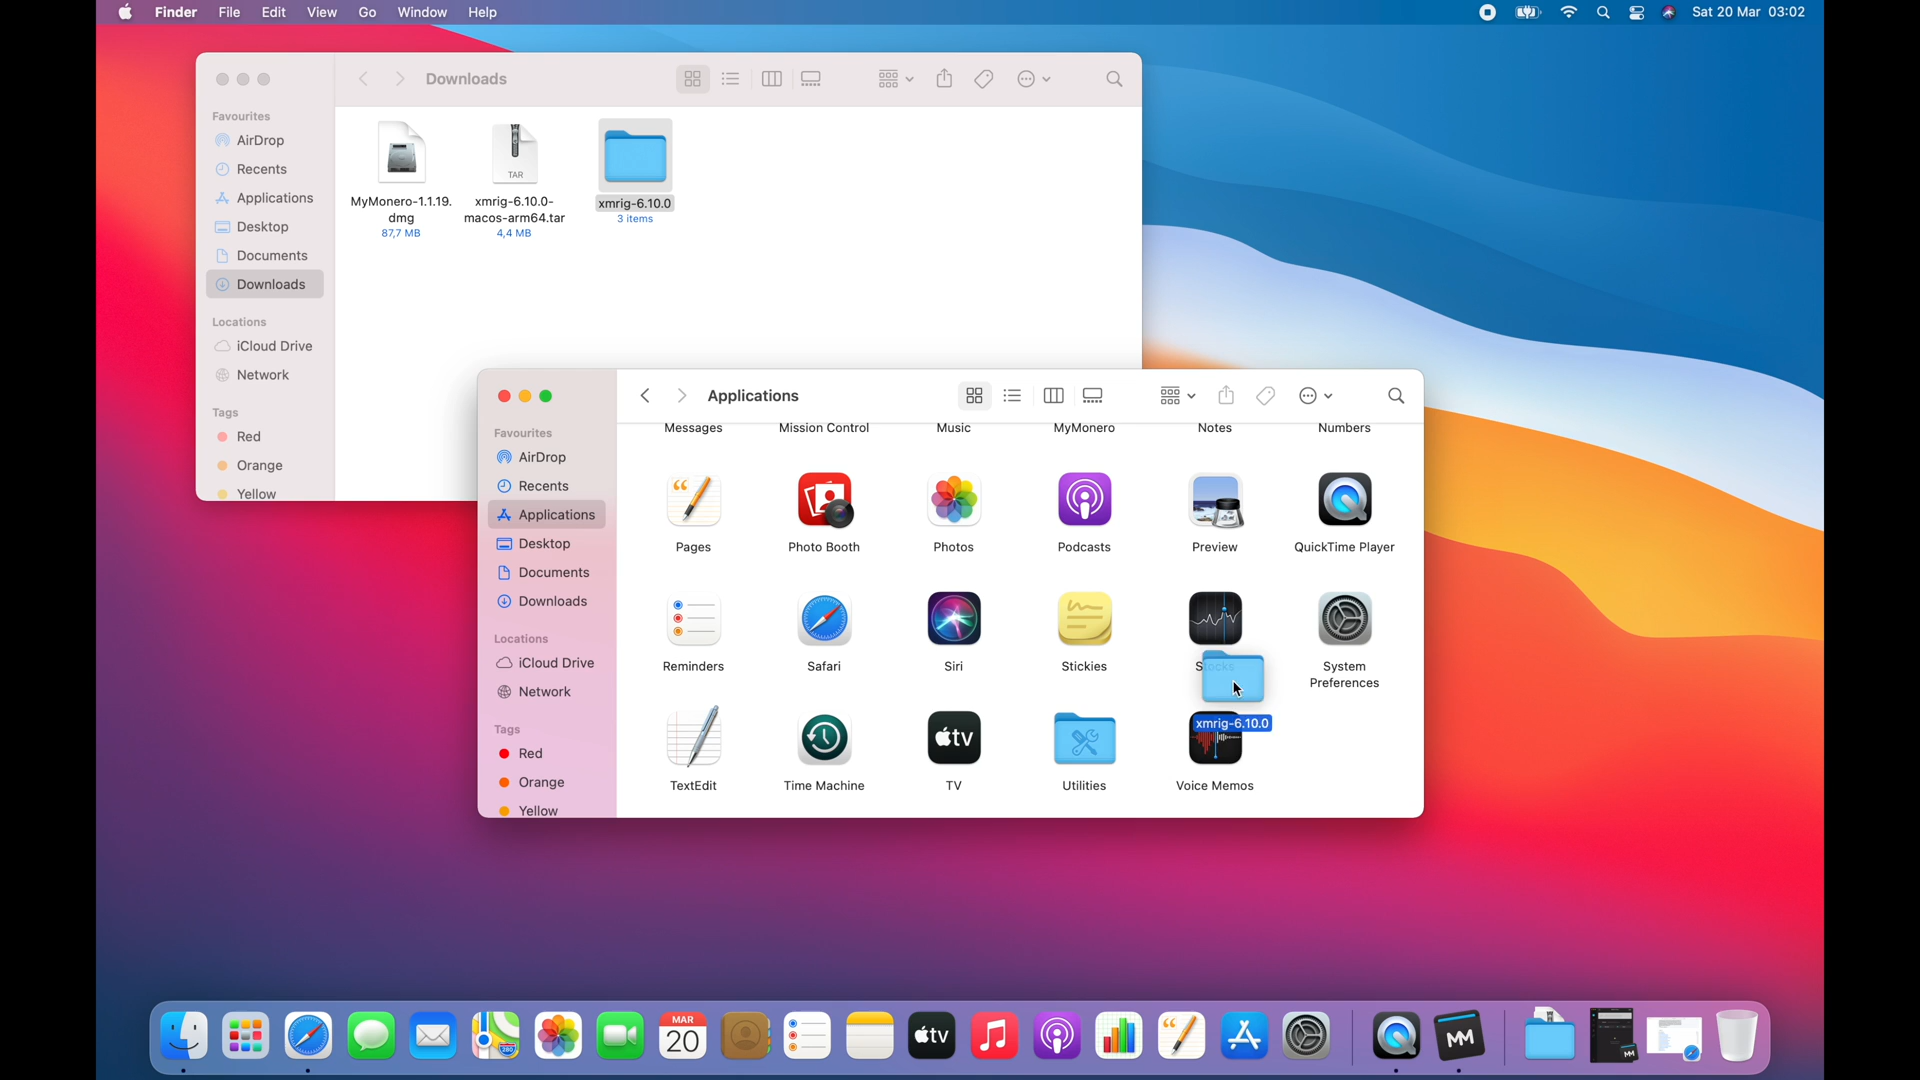 Finder File Edit View Go Window Help
Sat 20 Mar 03:02
Downloads
Favourites
AirDrop
Recents
Applications
Desktop
Documents
Downloads
Locations
iCloud Drive
Network
Tags
Red
Orange
Yellow
TAR
MyMonero-1.1.19.
dmg
87,7 MB
xmrig-6.10.0-
macos-arm64.tar
4,4 MB
xmrig-6.10.0
3 items
Applications
Favourites
AirDrop
Recents
Applications
Desktop
Documents
Downloads
Locations
iCloud Drive
Network
Tags
Red
Orange
Yellow
Messages Mission Control Music MyMonero Notes Numbers
Pages Photo Booth Photos Podcasts Preview QuickTime Player
Reminders Safari Siri Stickies Stocks System
Preferences
xmrig-6.10.0
tv
TextEdit Time Machine TV Utilities Voice Memos
MAR
20
tv